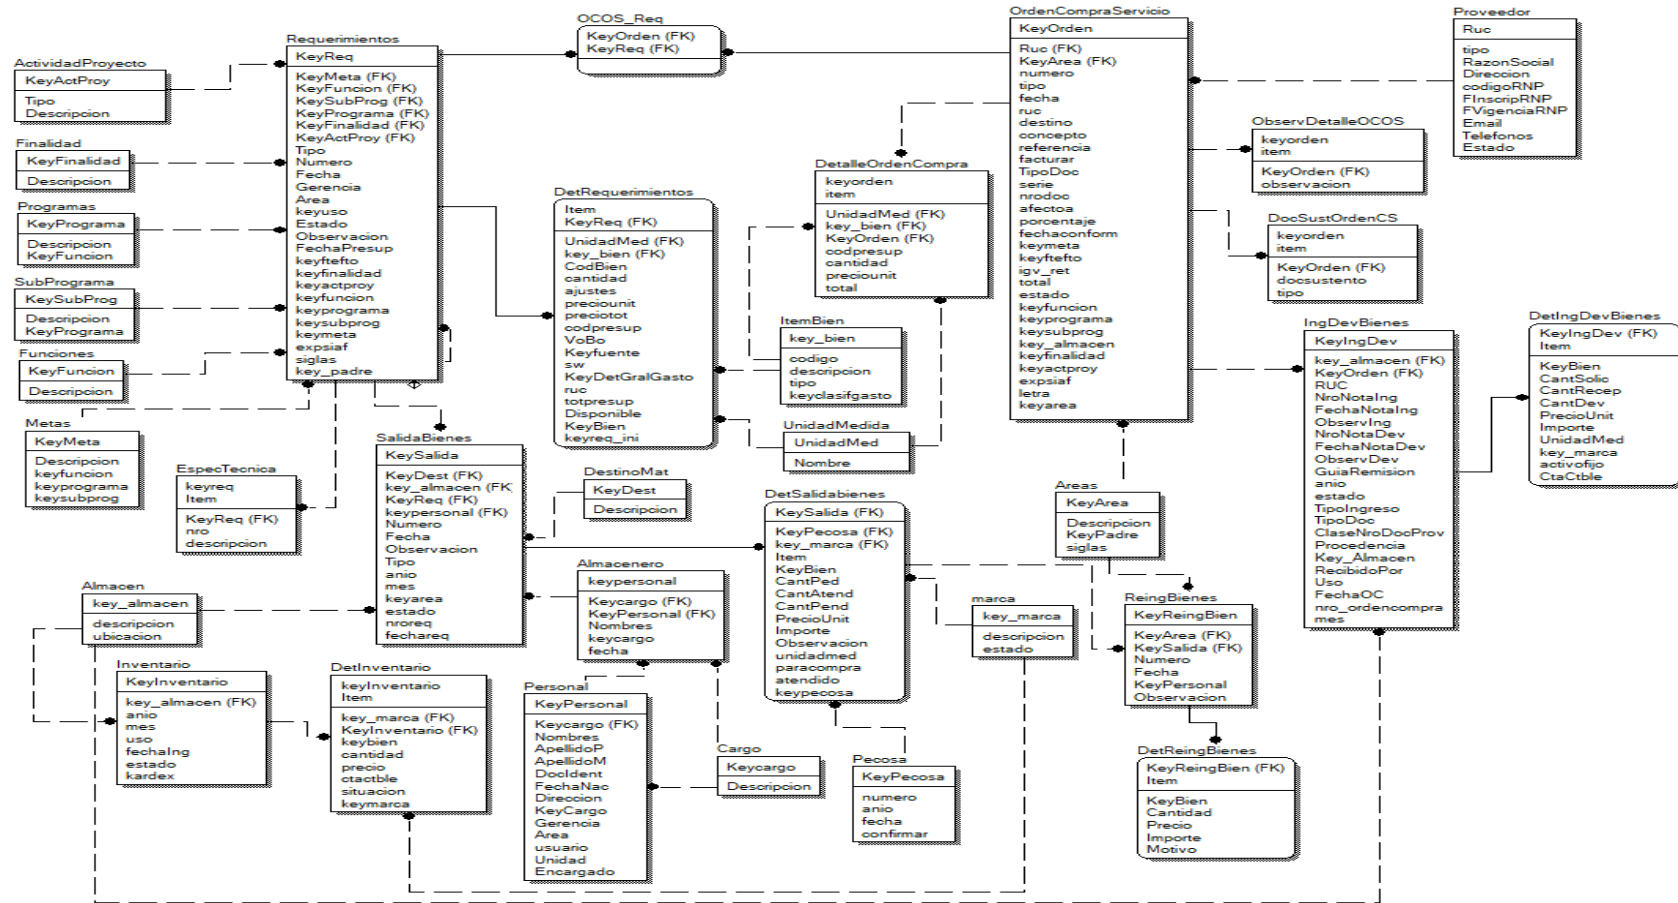 ActividadProyecto
KeyActProy
Tipo
Descripcion
Finalidad
KeyFinalidad
Descripcion
Programas
KeyPrograma
Descripcion
KeyFuncion
SubPrograma
KeySubProg
Descripcion
KeyPrograma
Funciones
KeyFuncion
Descripcion
Metas
KeyMeta
Descripcion
keyfuncion
keyprograma
keysubprog
Requerimientos
KeyReq
KeyMeta (FK)
KeyFuncion (FK)
KeySubProg (FK)
KeyPrograma (FK)
KeyFinalidad (FK)
KeyActProy (FK)
Tipo
Numero
Fecha
Gerencia
Area
keyuso
Estado
Observacion
FechaPresup
keyftefto
keyfinalidad
keyactproy
keyfuncion
keyprograma
keysubprog
keymeta
expsiaf
siglas
key_padre
OCOS_Req
KeyOrden (FK)
KeyReq (FK)
OrdenCompraServicio
KeyOrden
Ruc (FK)
KeyArea (FK)
numero
tipo
fecha
ruc
destino
concepto
referencia
facturar
TipoDoc
serie
nrodoc
afectoa
porcentaje
fechaconform
keymeta
keyftefto
igv_ret
total
estado
keyfuncion
keyprograma
keysubprog
key_almacen
keyfinalidad
keyactproy
expsiaf
letra
keyarea
Proveedor
Ruc
tipo
RazonSocial
Direccion
codigoRNP
FInscripRNP
FVigenciaRNP
Email
Telefonos
Estado
ObservDetalleOCOS
keyorden
item
KeyOrden (FK)
observacion
DocSustOrdenCS
keyorden
item
KeyOrden (FK)
docsustento
tipo
DetalleOrdenCompra
keyorden
item
UnidadMed (FK)
key_bien (FK)
KeyOrden (FK)
codpresup
cantidad
preciounit
total
DetRequerimientos
Item
KeyReq (FK)
UnidadMed (FK)
key_bien (FK)
CodBien
cantidad
ajustes
preciounit
preciotot
codpresup
VoBo
Keyfuente
sw
KeyDetGralGasto
ruc
totpresup
Disponible
KeyBien
keyreq_ini
ItemBien
key_bien
codigo
descripcion
tipo
keyclasifgasto
UnidadMedida
UnidadMed
Nombre
IngDevBienes
KeyIngDev
key_almacen (FK)
KeyOrden (FK)
RUC
NroNotaIng
FechaNotaIng
ObservIng
NroNotaDev
FechaNotaDev
ObservDev
GuiaRemision
anio
estado
TipoIngreso
TipoDoc
ClaseNroDocProv
Procedencia
Key_Almacen
RecibidoPor
Uso
FechaOC
nro_ordencompra
mes
DetIngDevBienes
KeyIngDev (FK)
Item
KeyBien
CantSolic
CantRecep
CantDev
PrecioUnit
Importe
UnidadMed
key_marca
activofijo
CtaCtble
EspecTecnica
keyreq
Item
KeyReq (FK)
nro
descripcion
SalidaBienes
KeySalida
KeyDest (FK)
key_almacen (FK)
KeyReq (FK)
keypersonal (FK)
Numero
Fecha
Observacion
Tipo
anio
mes
keyarea
estado
nroreq
fechareq
DestinoMat
KeyDest
Descripcion
Almacenero
keypersonal
Keycargo (FK)
KeyPersonal (FK)
Nombres
keycargo
fecha
DetSalidabienes
KeySalida (FK)
KeyPecosa (FK)
key_marca (FK)
Item
KeyBien
CantPed
CantAtend
CantPend
PrecioUnit
Importe
Observacion
unidadmed
paracompra
atendido
keypecosa
Areas
KeyArea
Descripcion
KeyPadre
siglas
marca
key_marca
descripcion
estado
ReingBienes
KeyReingBien
KeyArea (FK)
KeySalida (FK)
Numero
Fecha
KeyPersonal
Observacion
Almacen
key_almacen
descripcion
ubicacion
Inventario
KeyInventario
key_almacen (FK)
anio
mes
uso
fechaIng
estado
kardex
DetInventario
keyInventario
Item
key_marca (FK)
KeyInventario (FK)
keybien
cantidad
precio
ctactble
situacion
keymarca
Personal
KeyPersonal
Keycargo (FK)
Nombres
ApellidoP
ApellidoM
DocIdent
FechaNac
Direccion
KeyCargo
Gerencia
Area
usuario
Unidad
Encargado
Cargo
Keycargo
Descripcion
Pecosa
KeyPecosa
numero
anio
fecha
confirmar
DetReingBienes
KeyReingBien (FK)
Item
KeyBien
Cantidad
Precio
Importe
Motivo